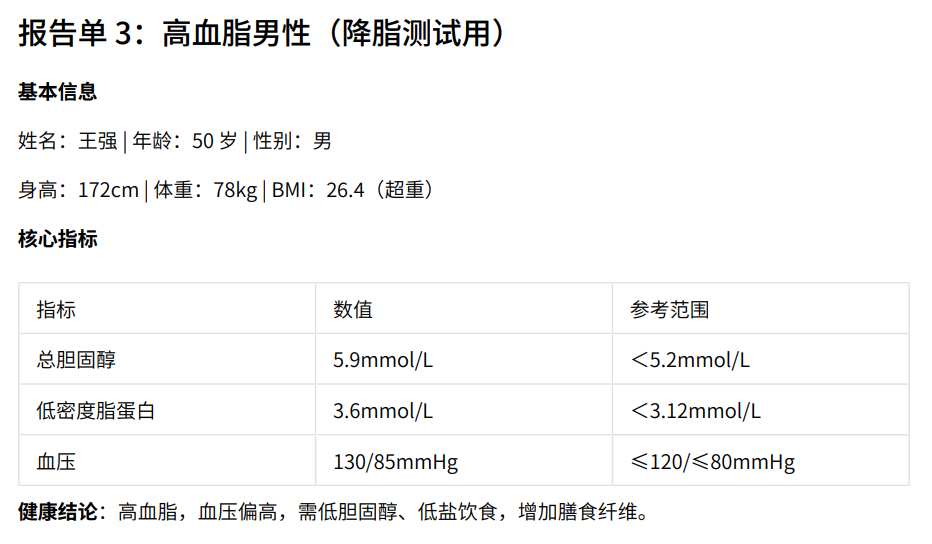 报告单 3：高血脂男性（降脂测试用）
基本信息
姓名：王强 | 年龄：50 岁 | 性别：男
身高：172cm | 体重：78kg | BMI：26.4（超重）
核心指标
指标 数值 参考范围
总胆固醇 5.9mmol/L ＜5.2mmol/L
低密度脂蛋白 3.6mmol/L ＜3.12mmol/L
血压 130/85mmHg ≤120/≤80mmHg
健康结论：高血脂，血压偏高，需低胆固醇、低盐饮食，增加膳食纤维。